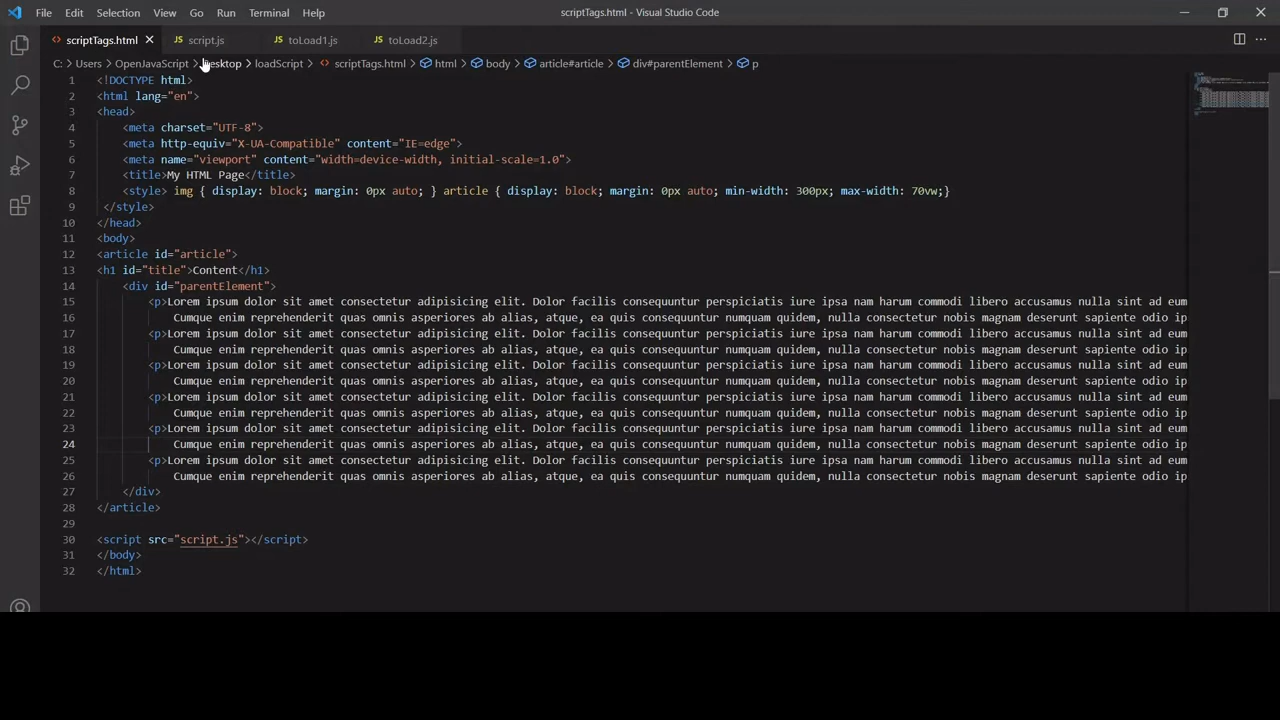 File Edit Selection View Go Run Terminal Help scriptTags.html - Visual Studio Code
scriptTags.html script.js toLoad1.js toLoad2.js
C: > Users > OpenJavaScript > Desktop > loadScript > scriptTags.html > html > body > article#article > div#parentElement > p
1 <!DOCTYPE html>
2 <html lang="en">
3 <head>
4 <meta charset="UTF-8">
5 <meta http-equiv="X-UA-Compatible" content="IE=edge">
6 <meta name="viewport" content="width=device-width, initial-scale=1.0">
7 <title>My HTML Page</title>
8 <style> img { display: block; margin: 0px auto; } article { display: block; margin: 0px auto; min-width: 300px; max-width: 70vw;}
9 </style>
10 </head>
11 <body>
12 <article id="article">
13 <h1 id="title">Content</h1>
14 <div id="parentElement">
15 <p>Lorem ipsum dolor sit amet consectetur adipisicing elit. Dolor facilis consequuntur perspiciatis iure ipsa nam harum commodi libero accusamus nulla sint ad eum
16 Cumque enim reprehenderit quas omnis asperiores ab alias, atque, ea quis consequuntur numquam quidem, nulla consectetur nobis magnam deserunt sapiente odio ip
17 <p>Lorem ipsum dolor sit amet consectetur adipisicing elit. Dolor facilis consequuntur perspiciatis iure ipsa nam harum commodi libero accusamus nulla sint ad eum
18 Cumque enim reprehenderit quas omnis asperiores ab alias, atque, ea quis consequuntur numquam quidem, nulla consectetur nobis magnam deserunt sapiente odio ip
19 <p>Lorem ipsum dolor sit amet consectetur adipisicing elit. Dolor facilis consequuntur perspiciatis iure ipsa nam harum commodi libero accusamus nulla sint ad eum
20 Cumque enim reprehenderit quas omnis asperiores ab alias, atque, ea quis consequuntur numquam quidem, nulla consectetur nobis magnam deserunt sapiente odio ip
21 <p>Lorem ipsum dolor sit amet consectetur adipisicing elit. Dolor facilis consequuntur perspiciatis iure ipsa nam harum commodi libero accusamus nulla sint ad eum
22 Cumque enim reprehenderit quas omnis asperiores ab alias, atque, ea quis consequuntur numquam quidem, nulla consectetur nobis magnam deserunt sapiente odio ip
23 <p>Lorem ipsum dolor sit amet consectetur adipisicing elit. Dolor facilis consequuntur perspiciatis iure ipsa nam harum commodi libero accusamus nulla sint ad eum
24 Cumque enim reprehenderit quas omnis asperiores ab alias, atque, ea quis consequuntur numquam quidem, nulla consectetur nobis magnam deserunt sapiente odio ip
25 <p>Lorem ipsum dolor sit amet consectetur adipisicing elit. Dolor facilis consequuntur perspiciatis iure ipsa nam harum commodi libero accusamus nulla sint ad eum
26 Cumque enim reprehenderit quas omnis asperiores ab alias, atque, ea quis consequuntur numquam quidem, nulla consectetur nobis magnam deserunt sapiente odio ip
27 </div>
28 </article>
29
30 <script src="script.js"></script>
31 </body>
32 </html>